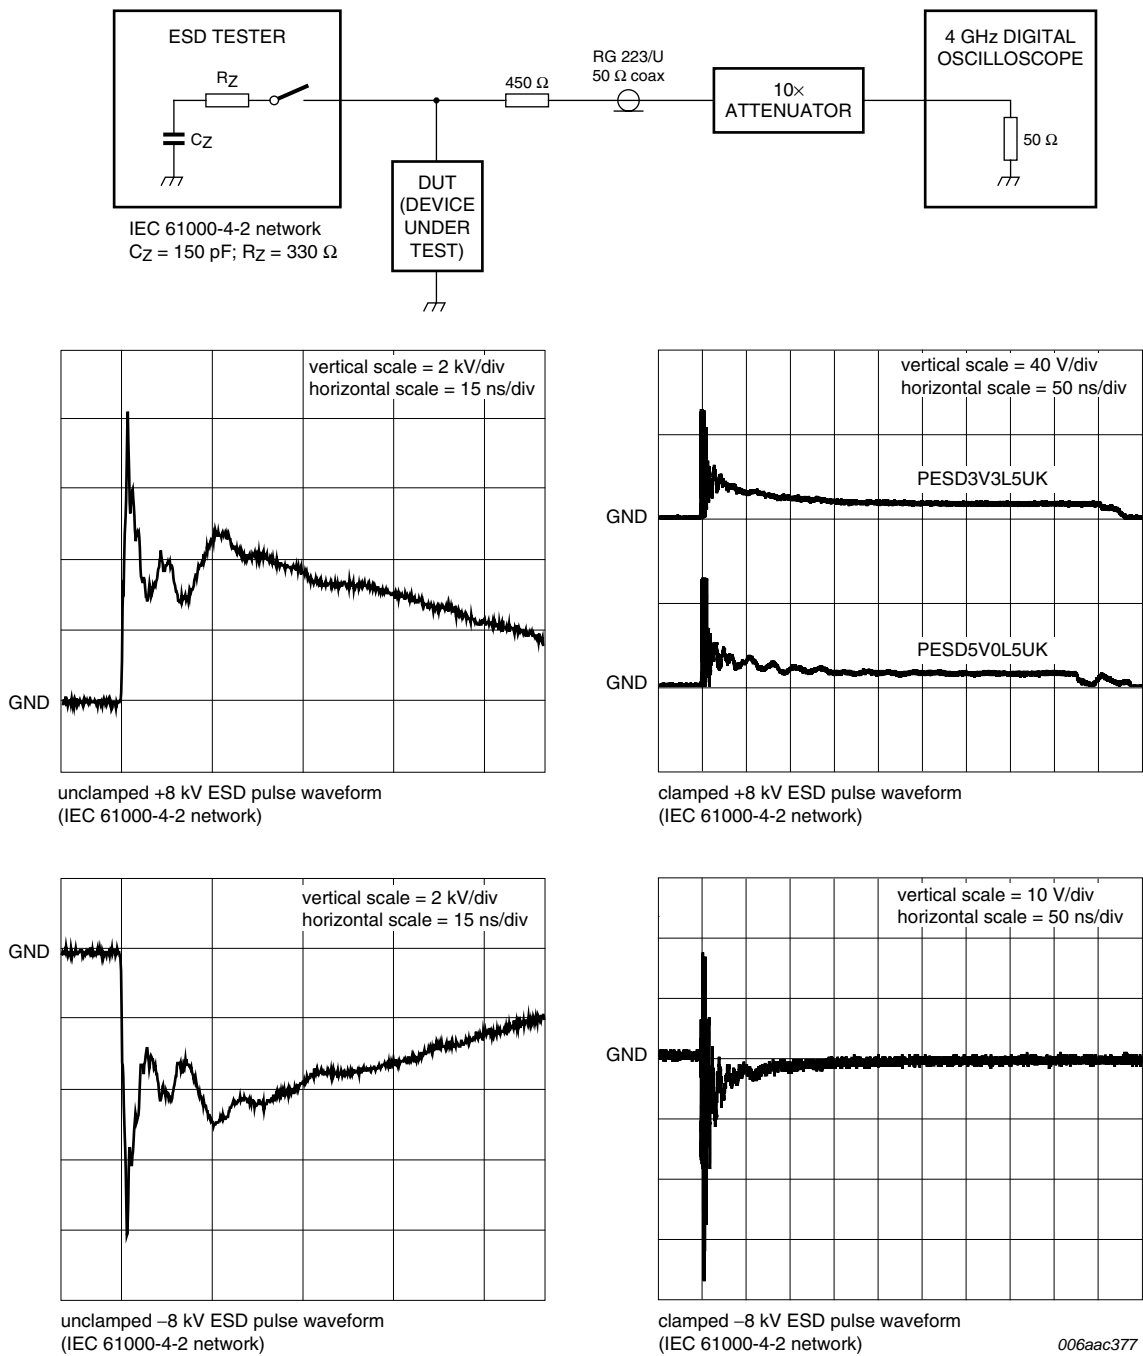 ESD TESTER
RZ
CZ
IEC 61000-4-2 network
CZ = 150 pF; RZ = 330 Ω
DUT
(DEVICE
UNDER
TEST)
450 Ω
RG 223/U
50 Ω coax
10×
ATTENUATOR
4 GHz DIGITAL
OSCILLOSCOPE
50 Ω
vertical scale = 2 kV/div
horizontal scale = 15 ns/div
GND
unclamped +8 kV ESD pulse waveform
(IEC 61000-4-2 network)
vertical scale = 40 V/div
horizontal scale = 50 ns/div
PESD3V3L5UK
GND
PESD5V0L5UK
GND
clamped +8 kV ESD pulse waveform
(IEC 61000-4-2 network)
vertical scale = 2 kV/div
horizontal scale = 15 ns/div
GND
unclamped −8 kV ESD pulse waveform
(IEC 61000-4-2 network)
vertical scale = 10 V/div
horizontal scale = 50 ns/div
GND
clamped −8 kV ESD pulse waveform
(IEC 61000-4-2 network)
006aac377